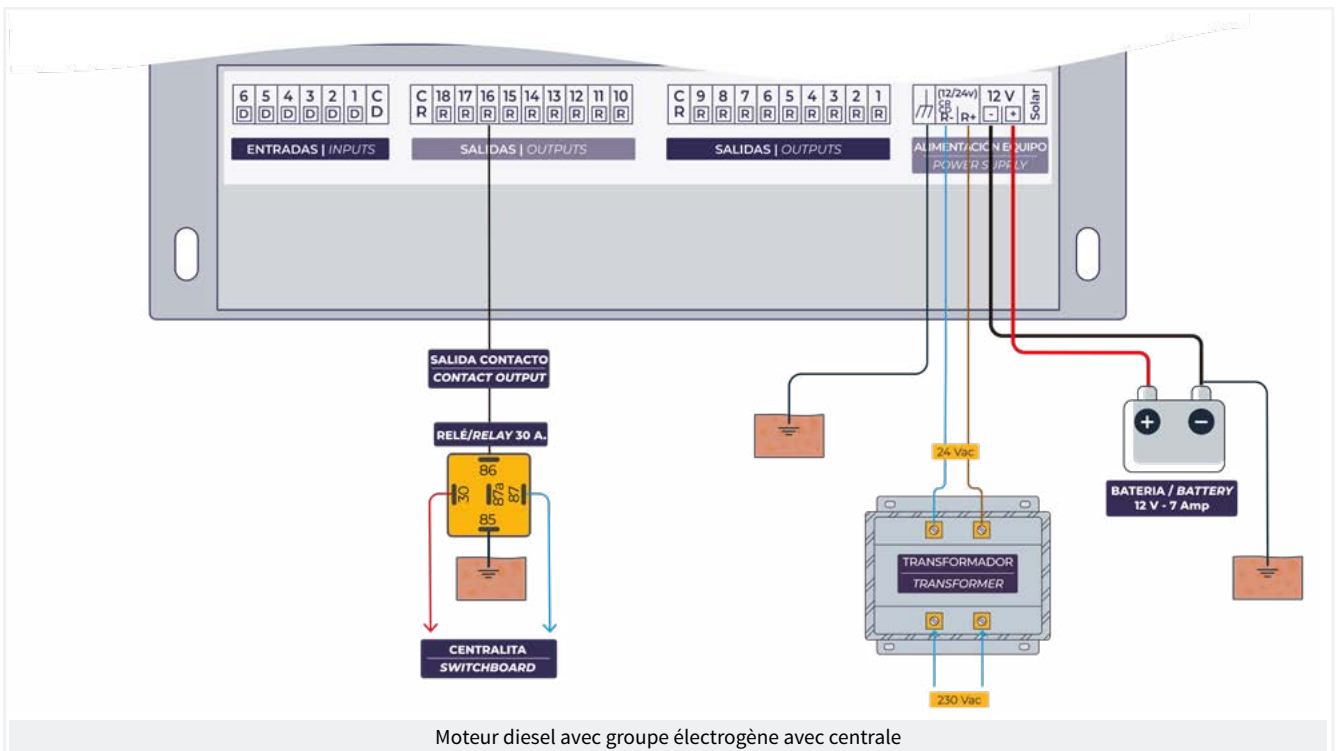 6 5 4 3 2 1 C
D D D D D D D
ENTRADAS | INPUTS
C 18 17 16 15 14 13 12 11 10
R R R R R R R R R R
SALIDAS | OUTPUTS
C 9 8 7 6 5 4 3 2 1
R R R R R R R R R R
SALIDAS | OUTPUTS
(12/24v) 12 V Solar
CB
R- R+ - +
ALIMENTACIÓN EQUIPO
POWER SUPPLY
SALIDA CONTACTO
CONTACT OUTPUT
RELÉ/RELAY 30 A.
86
30 87a 87
85
CENTRALITA
SWITCHBOARD
24 Vac
TRANSFORMADOR
TRANSFORMER
230 Vac
+ −
BATERIA / BATTERY
12 V - 7 Amp
Moteur diesel avec groupe électrogène avec centrale